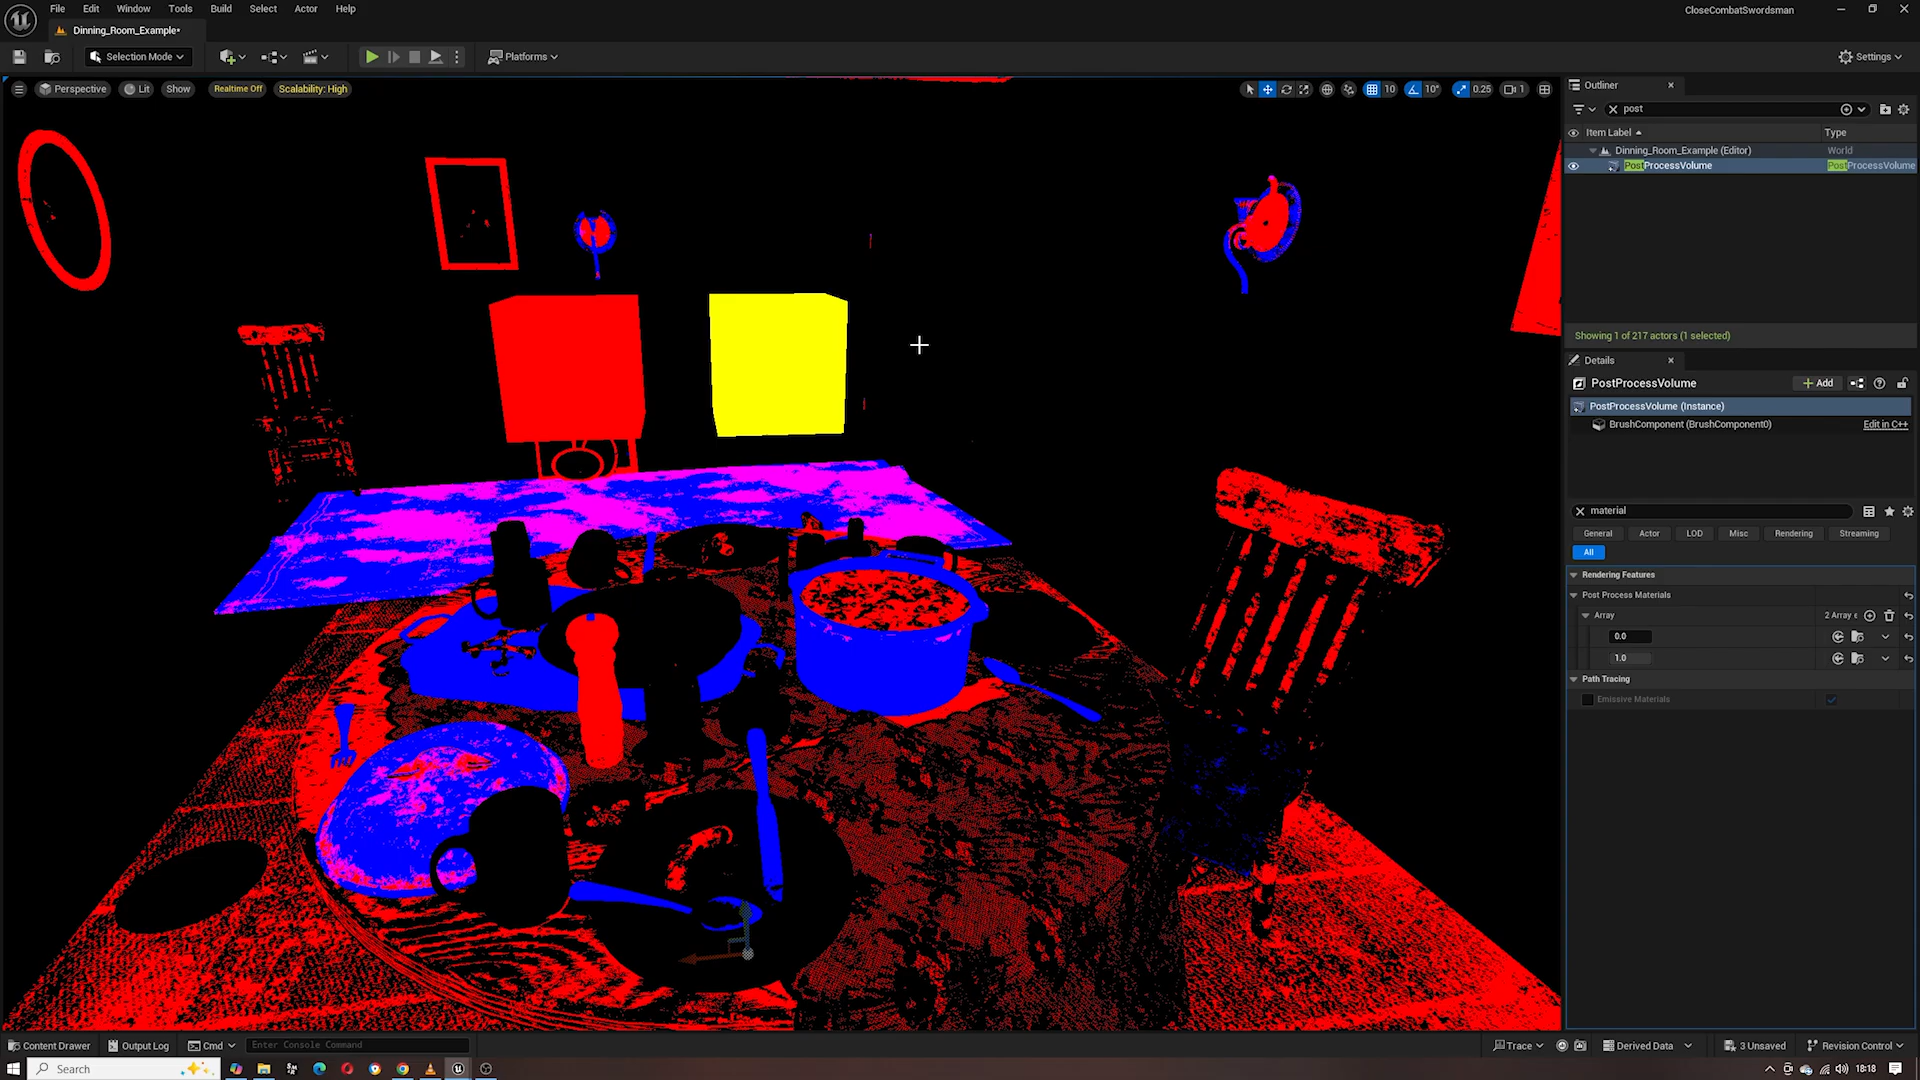 File Edit Window Tools Build Select Actor Help
CloseCombatSwordsman
Dinning_Room_Example*
Selection Mode
Platforms
Settings
Perspective
Lit
Show
Realtime Off
Scalability: High
10
10°
0.25
1
Outliner
post
Item Label
Type
Dinning_Room_Example (Editor)
World
PostProcessVolume
PostProcessVolume
Showing 1 of 217 actors (1 selected)
Details
PostProcessVolume
Add
PostProcessVolume (Instance)
BrushComponent (BrushComponent0)
Edit in C++
material
General
Actor
LOD
Misc
Rendering
Streaming
All
Rendering Features
Post Process Materials
Array
2 Array e
0.0
1.0
Path Tracing
Emissive Materials
Content Drawer
Output Log
Cmd
Enter Console Command
Trace
Derived Data
3 Unsaved
Revision Control
Search
18:18